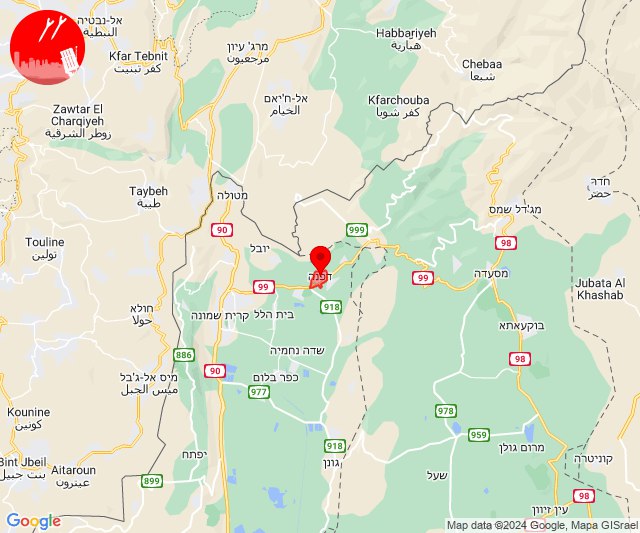 אל-נבטיה
النبطية
Kfar Tebnit
كفر تبنيت
מרג' עיון
مرجعيون
Habbariyeh
هبارية
Chebaa
شبعا
Zawtar El
Charqiyeh
زوطر الشرقية
אל-ח'יאם
الخيام
Kfarchouba
كفر شوبا
Taybeh
طيبة
מטולה
חדר
حضر
מג'דל שמס
90
999
98
Touline
تولين
יובל
דפנה
99
99
מסעדה
Jubata Al
Khashab
חולא
حولا
918
קרית שמונה
בית הלל
בוקעאתא
886
שדה נחמיה
98
מיס אל-ג'בל
ميس الجبل
90
כפר בלום
977
978
Kounine
كونين
918
959
מרום גולן
Bint Jbeil
بنت جبيل
Aitaroun
عيترون
יפתח
גונן
קוניטרה
899
שעל
98
עין זיוון
Google
Map data ©2024 Google, Mapa GISrael